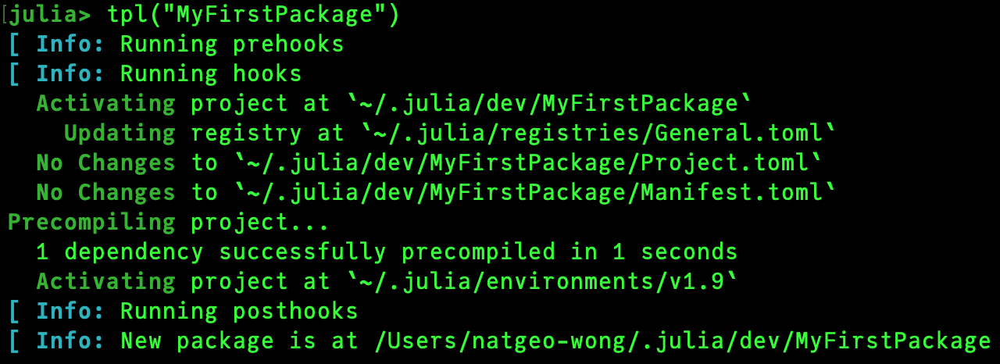 julia> tpl("MyFirstPackage")
[ Info: Running prehooks
[ Info: Running hooks
  Activating project at `~/.julia/dev/MyFirstPackage`
    Updating registry at `~/.julia/registries/General.toml`
  No Changes to `~/.julia/dev/MyFirstPackage/Project.toml`
  No Changes to `~/.julia/dev/MyFirstPackage/Manifest.toml`
Precompiling project...
  1 dependency successfully precompiled in 1 seconds
  Activating project at `~/.julia/environments/v1.9`
[ Info: Running posthooks
[ Info: New package is at /Users/natgeo-wong/.julia/dev/MyFirstPackage